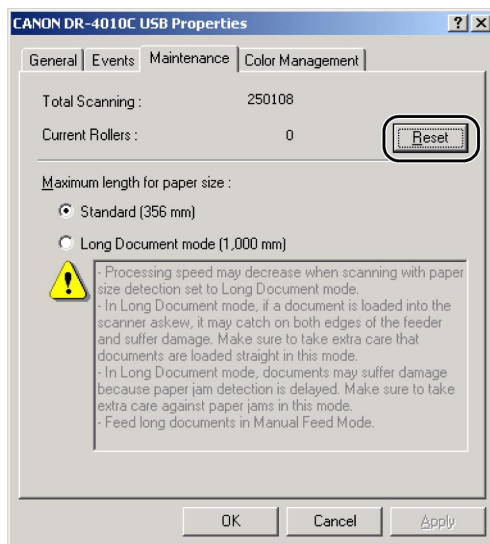 CANON DR-4010C USB Properties
General Events Maintenance Color Management
Total Scanning : 250108
Current Rollers : 0 Reset
Maximum length for paper size :
Standard (356 mm)
Long Document mode (1,000 mm)
- Processing speed may decrease when scanning with paper
size detection set to Long Document mode.
- In Long Document mode, if a document is loaded into the
scanner askew, it may catch on both edges of the feeder
and suffer damage. Make sure to take extra care that
documents are loaded straight in this mode.
- In Long Document mode, documents may suffer damage
because paper jam detection is delayed. Make sure to take
extra care against paper jams in this mode.
- Feed long documents in Manual Feed Mode.
OK Cancel Apply